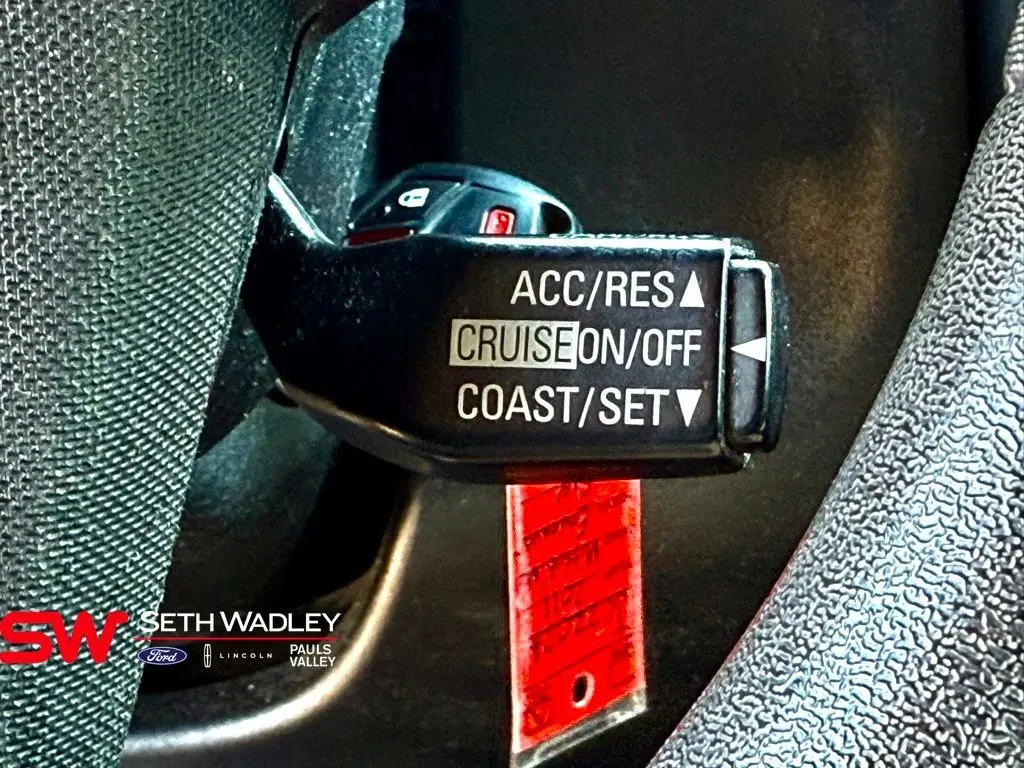 ACC/RES▲
CRUISE ON/OFF ◄
COAST/SET▼
SW
SETH WADLEY
Ford
LINCOLN
PAULS
VALLEY